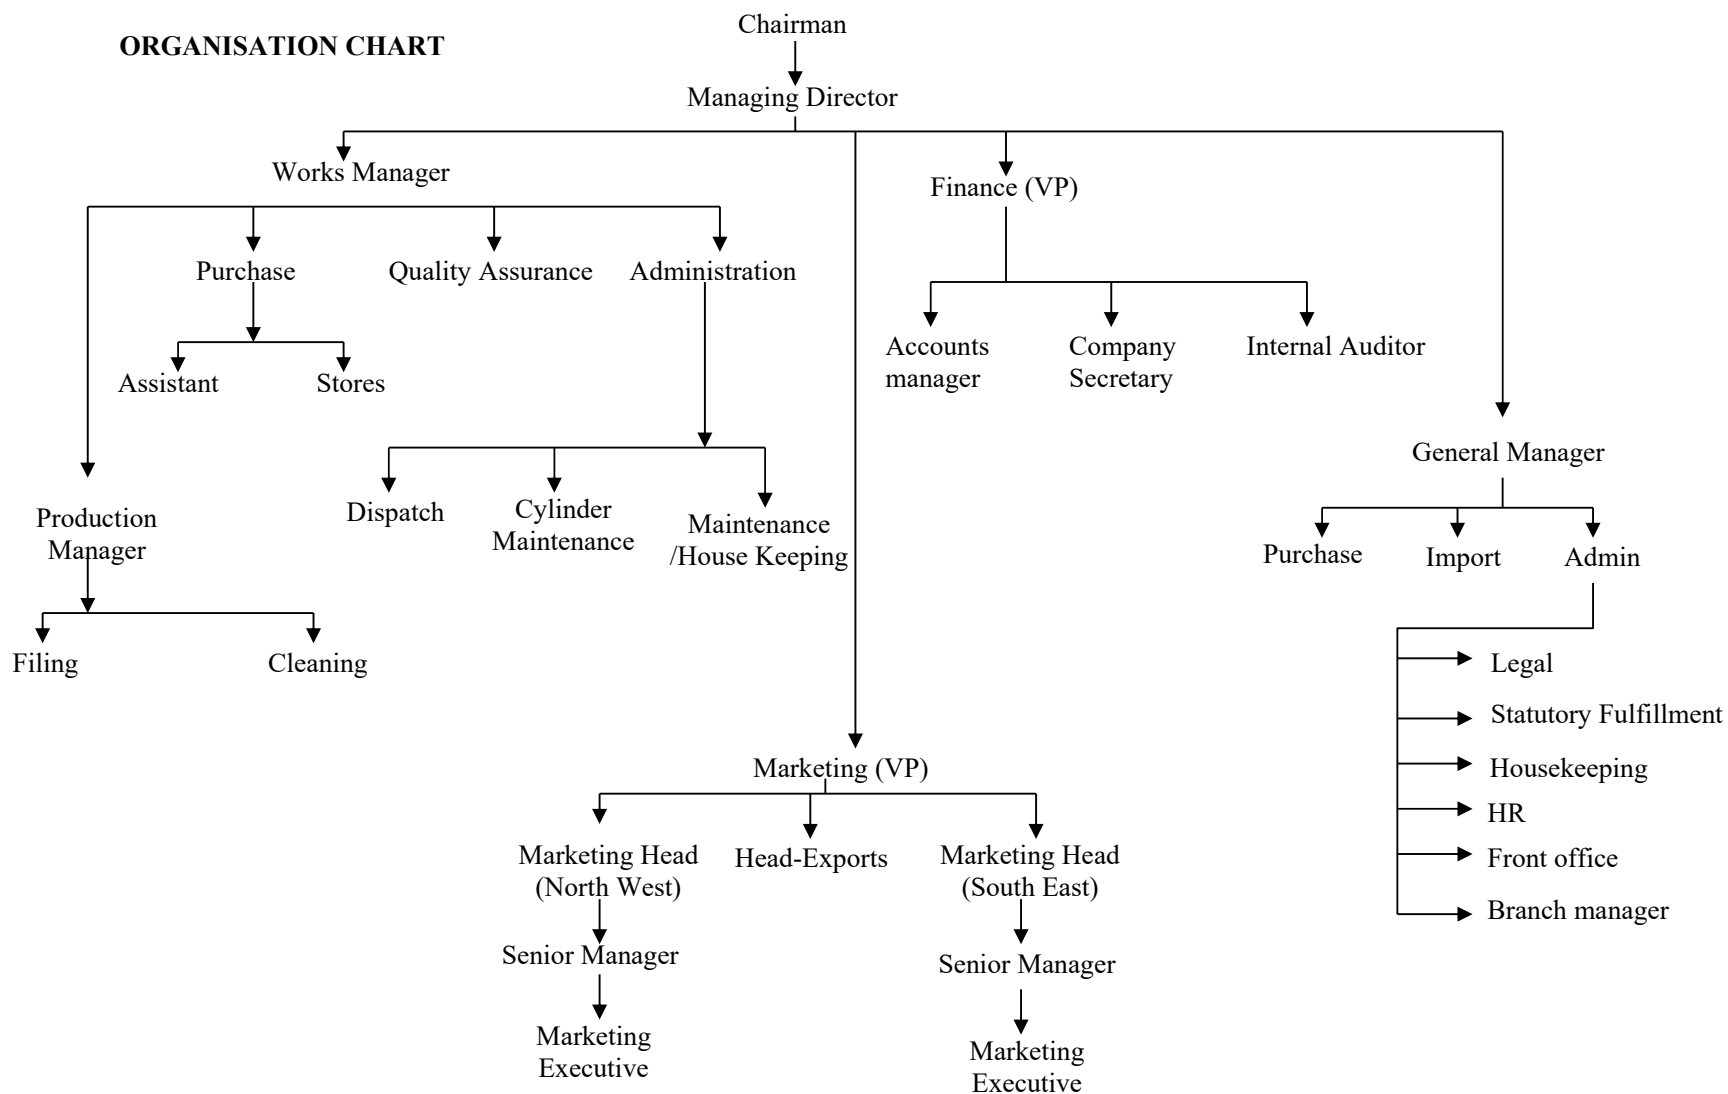 Chairman
ORGANISATION CHART
Managing Director
Works Manager
Finance (VP)
Purchase
Quality Assurance
Administration
Assistant
Stores
Accounts
manager
Company
Secretary
Internal Auditor
General Manager
Production
Manager
Dispatch
Cylinder
Maintenance
Maintenance
/House Keeping
Purchase
Import
Admin
Filing
Cleaning
Legal
Statutory Fulfillment
Housekeeping
HR
Front office
Branch manager
Marketing (VP)
Marketing Head
(North West)
Head-Exports
Marketing Head
(South East)
Senior Manager
Senior Manager
Marketing
Executive
Marketing
Executive